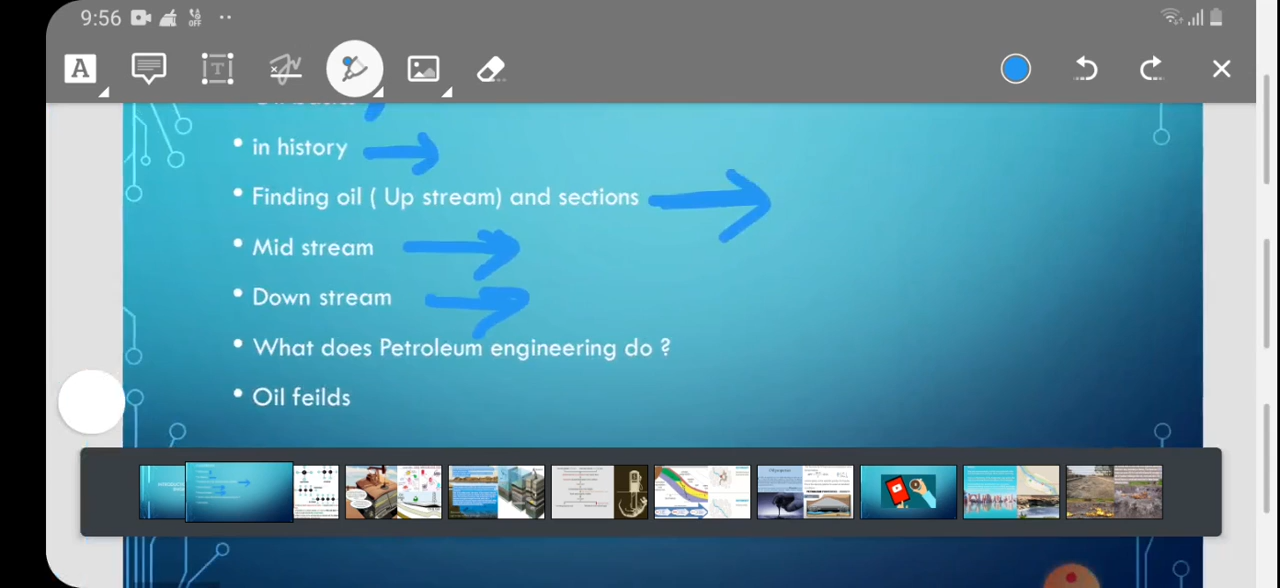 9:56
OFF
A
T
• in history
• Finding oil ( Up stream) and sections
• Mid stream
• Down stream
• What does Petroleum engineering do ?
• Oil feilds